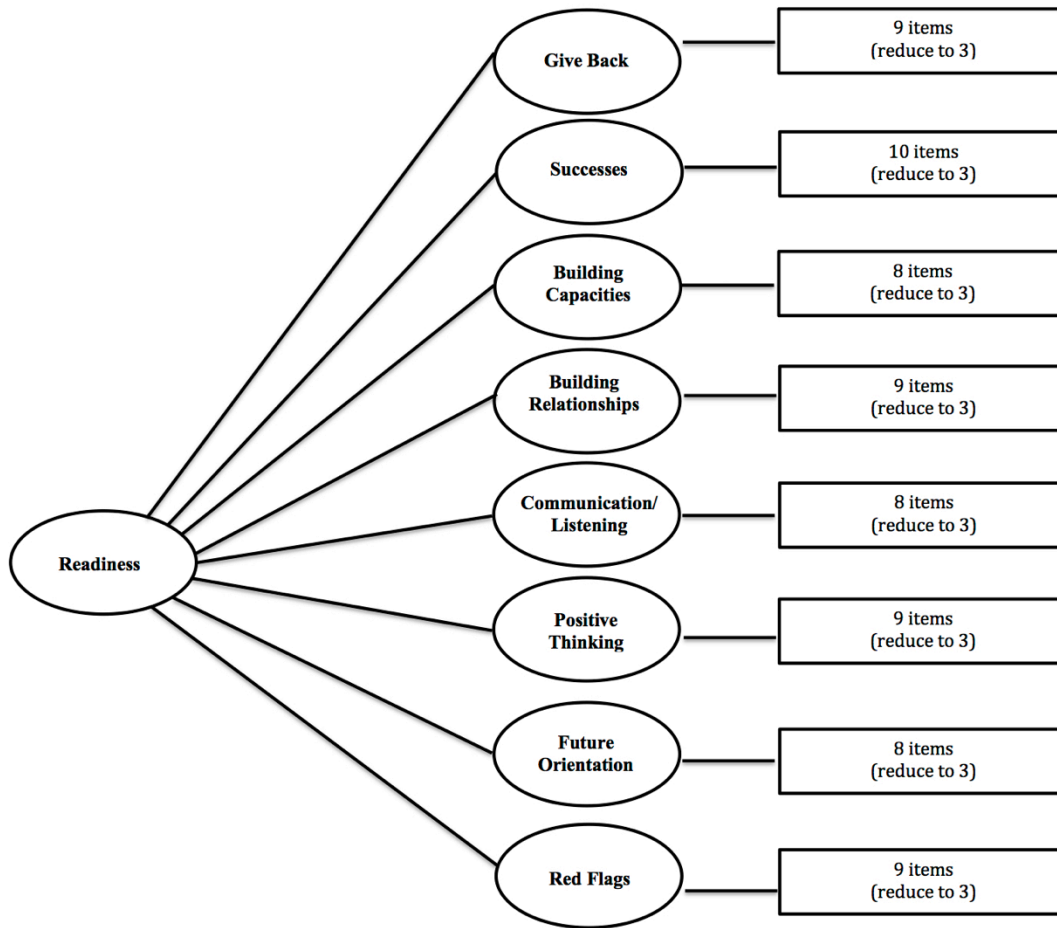 Give Back
9 items
(reduce to 3)
Successes
10 items
(reduce to 3)
Building
Capacities
8 items
(reduce to 3)
Building
Relationships
9 items
(reduce to 3)
Communication/
Listening
8 items
(reduce to 3)
Readiness
Positive
Thinking
9 items
(reduce to 3)
Future
Orientation
8 items
(reduce to 3)
Red Flags
9 items
(reduce to 3)